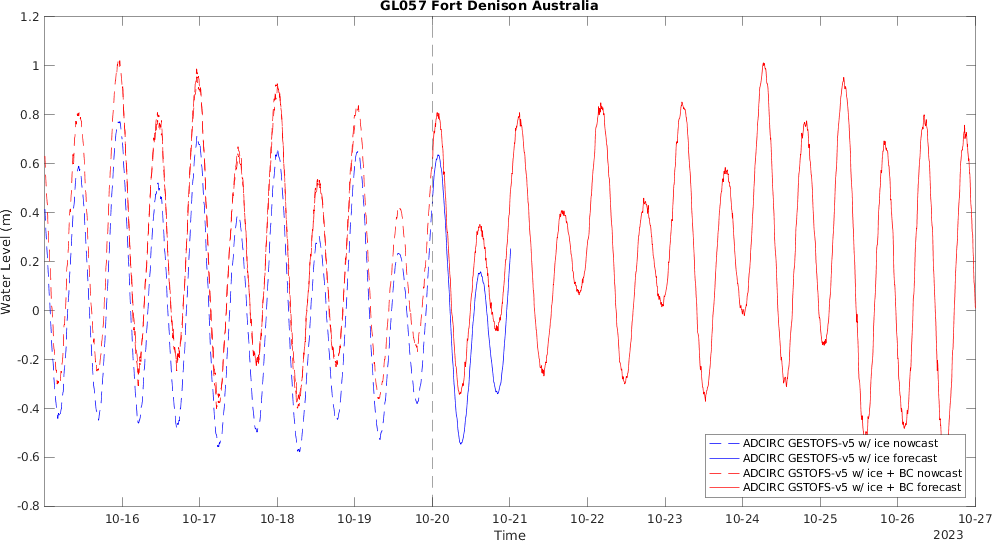 GL057 Fort Denison Australia
1.2
1
0.8
0.6
0.4
0.2
0
-0.2
-0.4
-0.6
-0.8
Water Level (m)
10-16 10-17 10-18 10-19 10-20 10-21 10-22 10-23 10-24 10-25 10-26 10-27
Time
2023
ADCIRC GESTOFS-v5 w/ ice nowcast
ADCIRC GESTOFS-v5 w/ ice forecast
ADCIRC GSTOFS-v5 w/ ice + BC nowcast
ADCIRC GSTOFS-v5 w/ ice + BC forecast